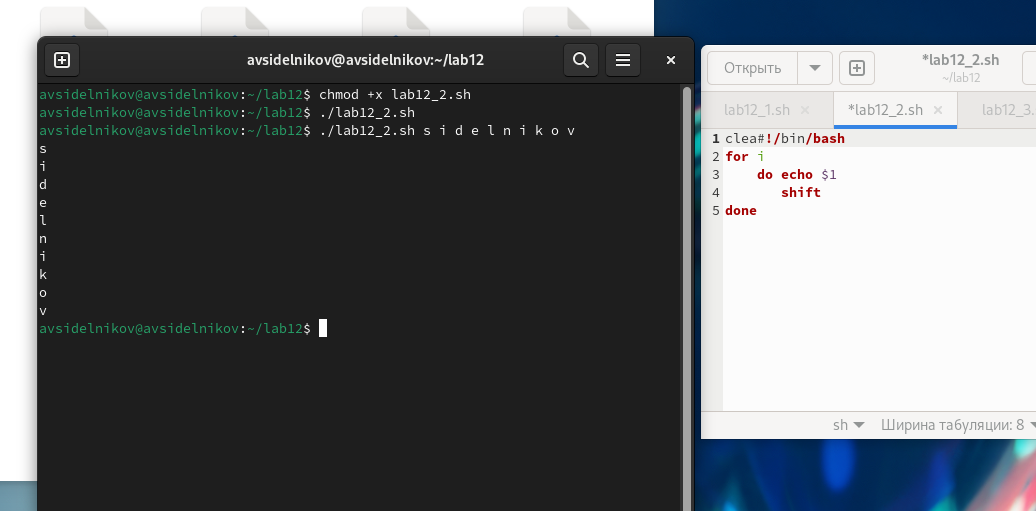 avsidelnikov@avsidelnikov:~/lab12
avsidelnikov@avsidelnikov:~/lab12$ chmod +x lab12_2.sh
avsidelnikov@avsidelnikov:~/lab12$ ./lab12_2.sh
avsidelnikov@avsidelnikov:~/lab12$ ./lab12_2.sh s i d e l n i k o v
s
i
d
e
l
n
i
k
o
v
avsidelnikov@avsidelnikov:~/lab12$
Открыть
*lab12_2.sh
~/lab12
lab12_1.sh × *lab12_2.sh × lab12_3.
1 clea#!/bin/bash
2 for i
3     do echo $1
4        shift
5 done
sh Ширина табуляции: 8